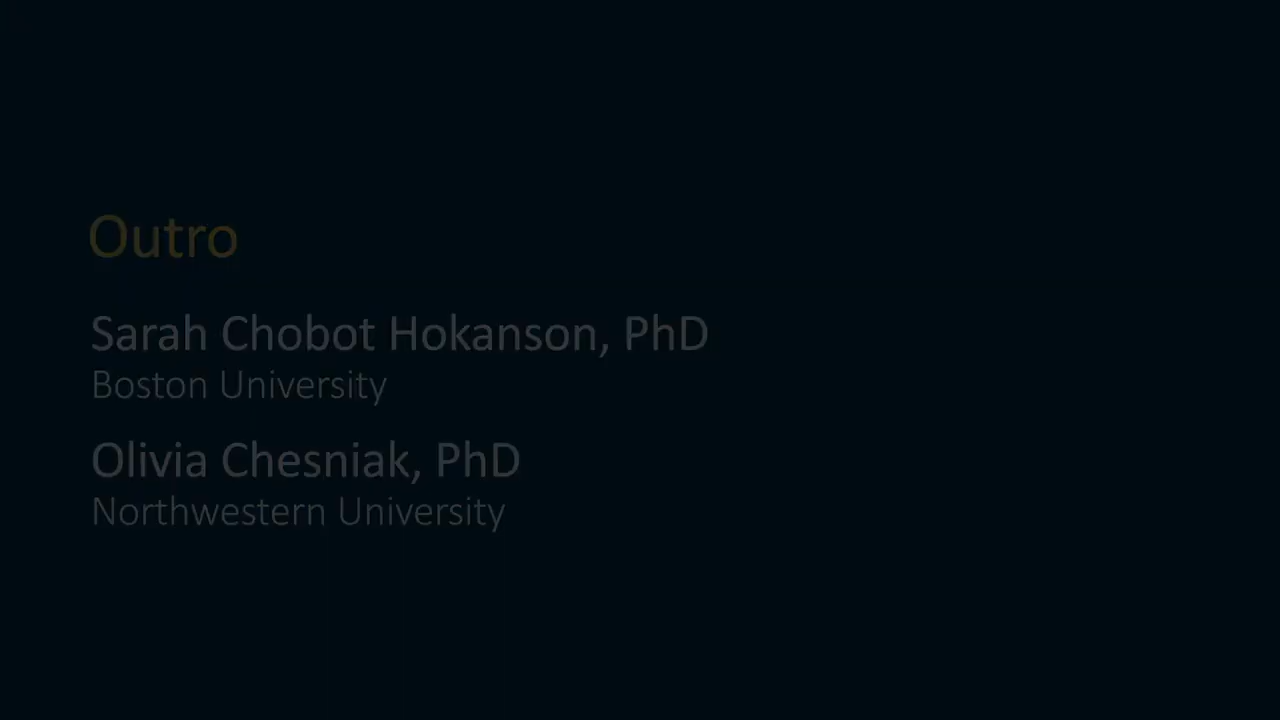 Outro
Sarah Chobot Hokanson, PhD
Boston University
Olivia Chesniak, PhD
Northwestern University